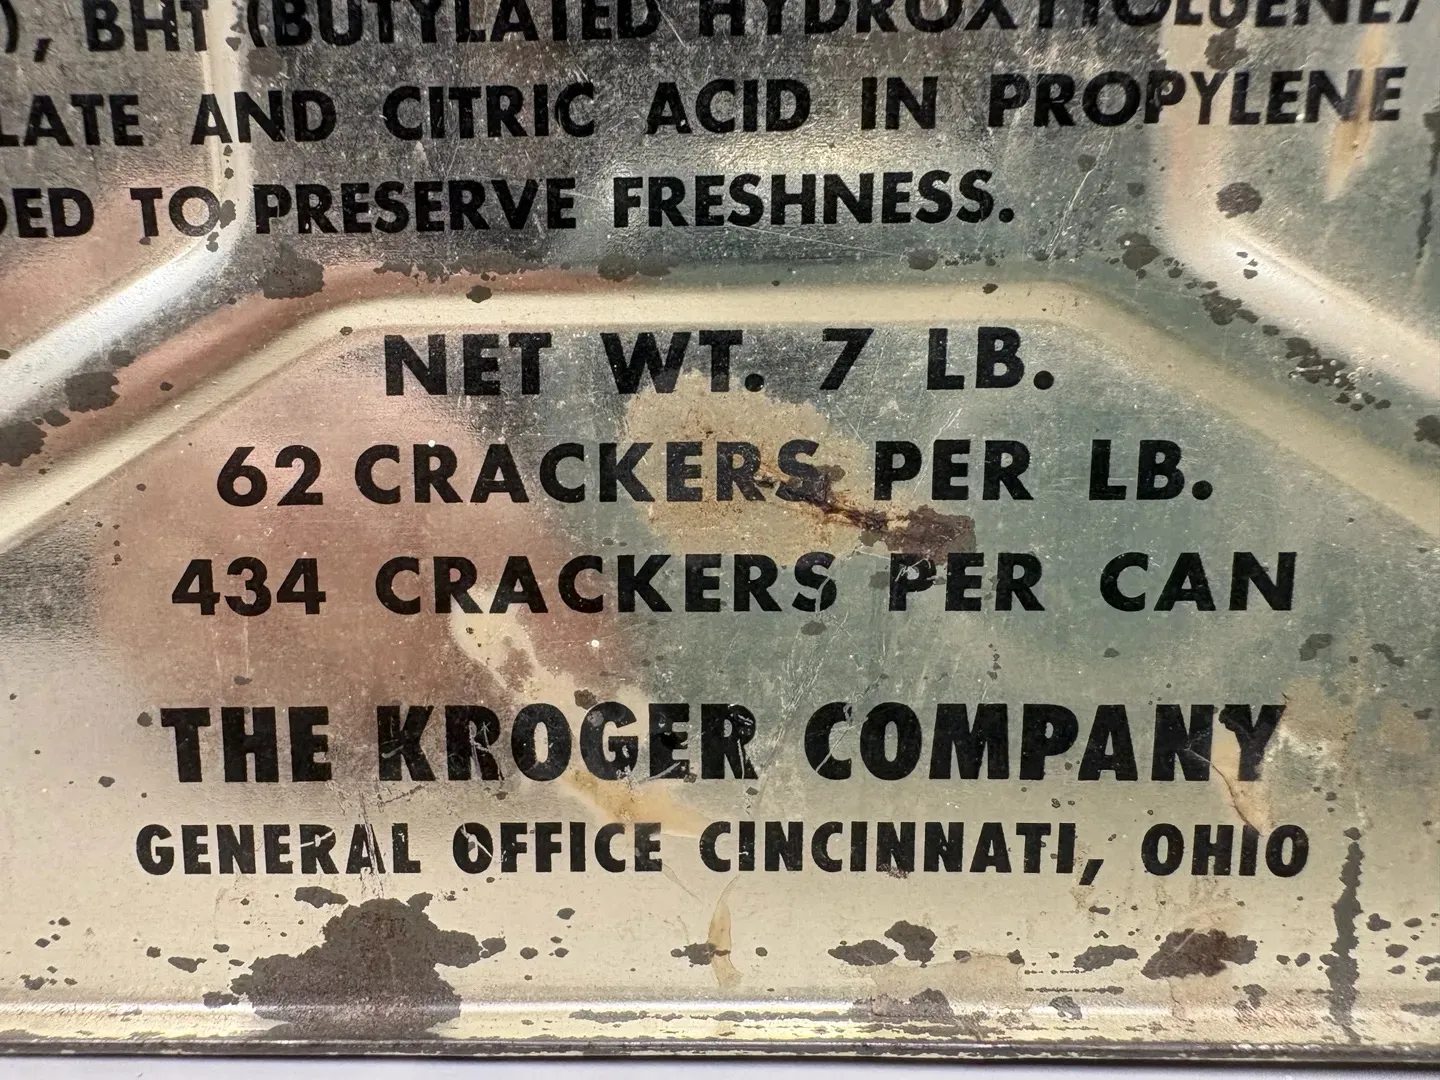 ), BHT (BUTYLATED HYDROXYTOLUENE)
LATE AND CITRIC ACID IN PROPYLENE
DED TO PRESERVE FRESHNESS.
NET WT. 7 LB.
62 CRACKERS PER LB.
434 CRACKERS PER CAN
THE KROGER COMPANY
GENERAL OFFICE CINCINNATI, OHIO